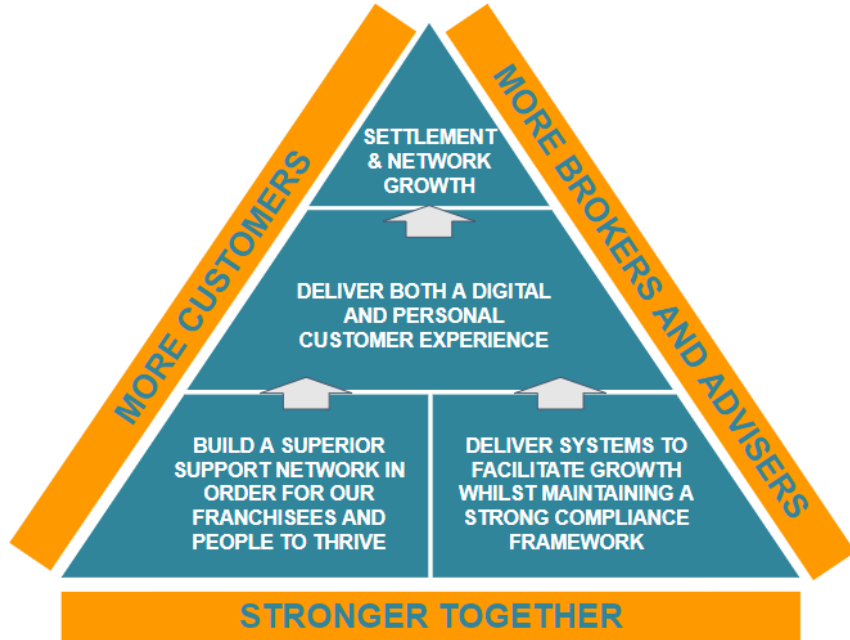 MORE CUSTOMERS
MORE BROKERS AND ADVISERS
SETTLEMENT
& NETWORK
GROWTH
DELIVER BOTH A DIGITAL
AND PERSONAL
CUSTOMER EXPERIENCE
BUILD A SUPERIOR
SUPPORT NETWORK IN
ORDER FOR OUR
FRANCHISEES AND
PEOPLE TO THRIVE
DELIVER SYSTEMS TO
FACILITATE GROWTH
WHILST MAINTAINING A
STRONG COMPLIANCE
FRAMEWORK
STRONGER TOGETHER